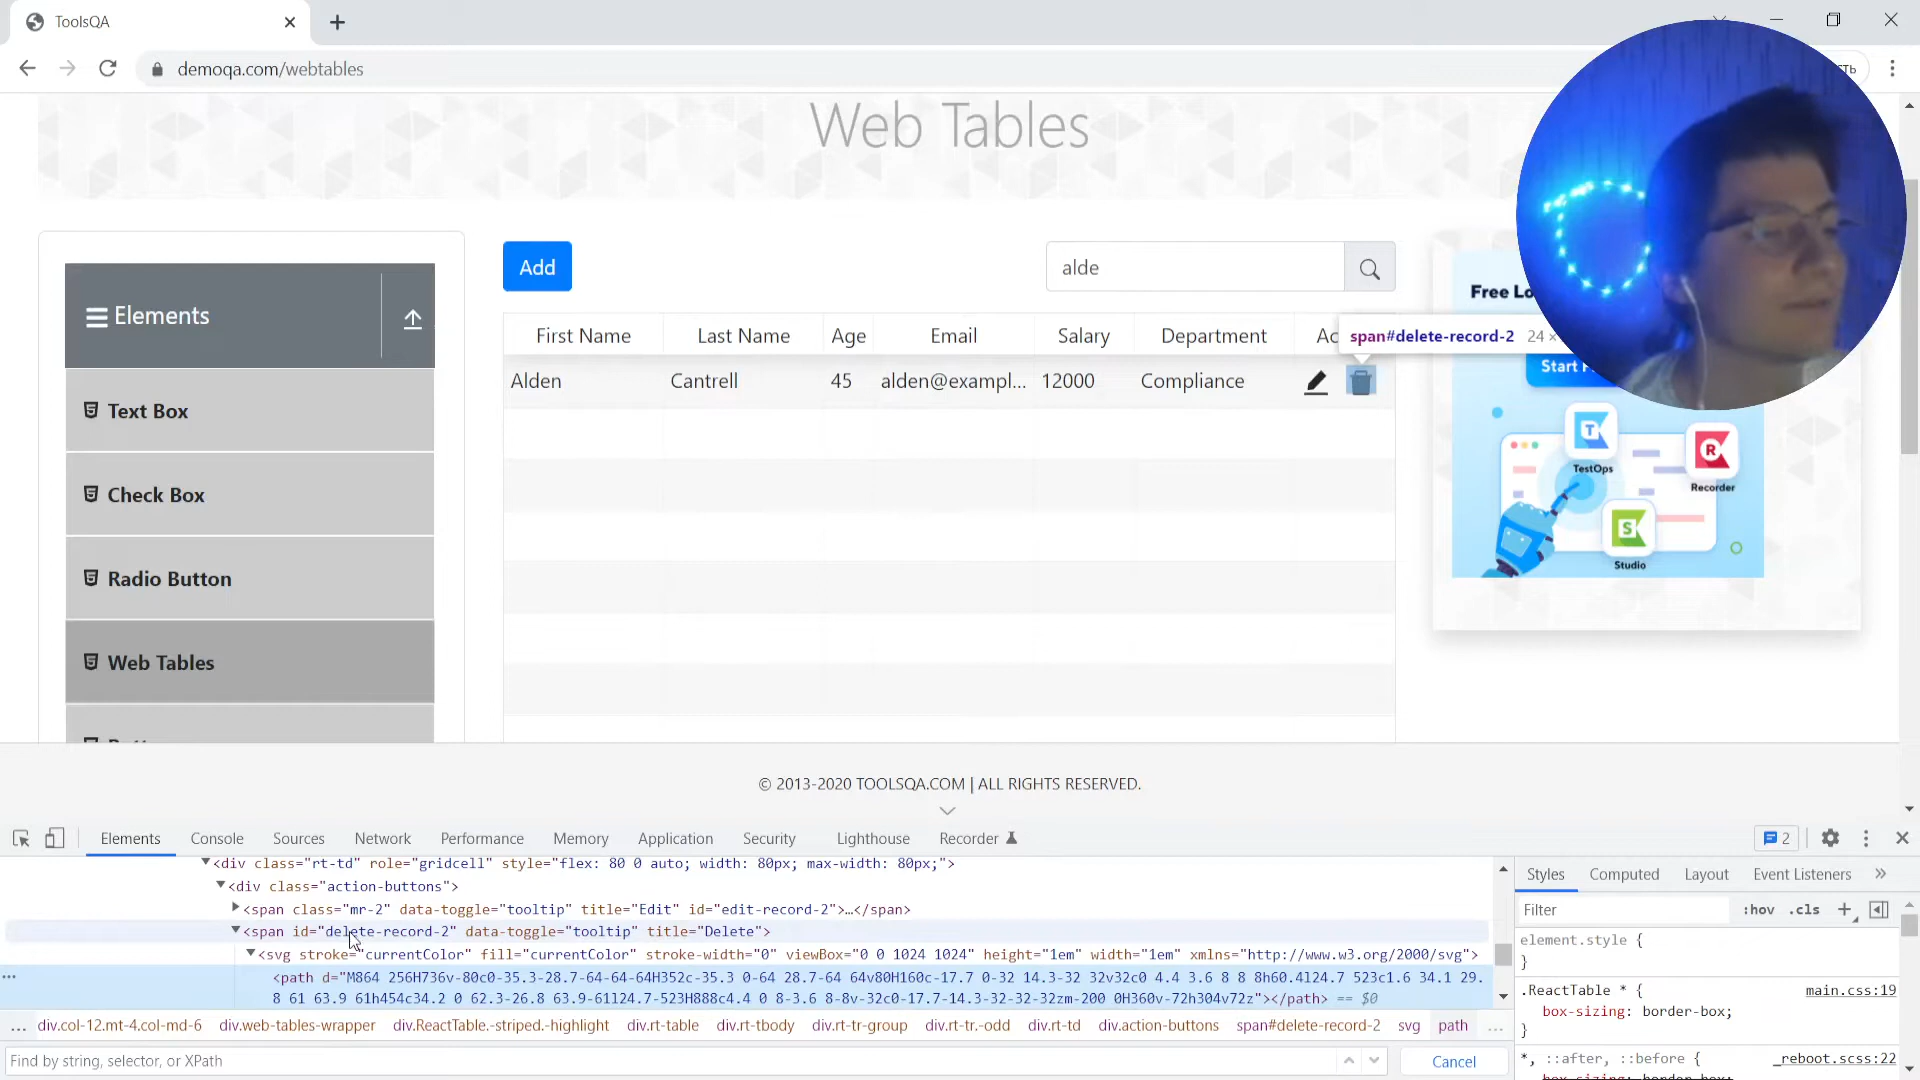 ToolsQA
demoqa.com/webtables
ть
Web Tables
Elements
Text Box
Check Box
Radio Button
Web Tables
Add
alde
First Name Last Name Age Email Salary Department Ac
span#delete-record-2 24 ×
Alden Cantrell 45 alden@exampl... 12000 Compliance
Free Lo
Start
TestOps
Recorder
Studio
© 2013-2020 TOOLSQA.COM | ALL RIGHTS RESERVED.
Elements Console Sources Network Performance Memory Application Security Lighthouse Recorder 2
<div class="rt-td" role="gridcell" style="flex: 80 0 auto; width: 80px; max-width: 80px;">
<div class="action-buttons">
<span class="mr-2" data-toggle="tooltip" title="Edit" id="edit-record-2">…</span>
<span id="delete-record-2" data-toggle="tooltip" title="Delete">
<svg stroke="currentColor" fill="currentColor" stroke-width="0" viewBox="0 0 1024 1024" height="1em" width="1em" xmlns="http://www.w3.org/2000/svg">
<path d="M864 256H736v-80c0-35.3-28.7-64-64-64H352c-35.3 0-64 28.7-64 64v80H160c-17.7 0-32 14.3-32 32v32c0 4.4 3.6 8 8 8h60.4l24.7 523c1.6 34.1 29.
8 61 63.9 61h454c34.2 0 62.3-26.8 63.9-61l24.7-523H888c4.4 0 8-3.6 8-8v-32c0-17.7-14.3-32-32-32zm-200 0H360v-72h304v72z"></path> == $0
... div.col-12.mt-4.col-md-6 div.web-tables-wrapper div.ReactTable.-striped.-highlight div.rt-table div.rt-tbody div.rt-tr-group div.rt-tr.-odd div.rt-td div.action-buttons span#delete-record-2 svg path ...
Find by string, selector, or XPath Cancel
Styles Computed Layout Event Listeners »
Filter :hov .cls +
element.style {
}
.ReactTable * { main.css:19
box-sizing: border-box;
}
*, ::after, ::before { _reboot.scss:22
box-sizing: border-box;